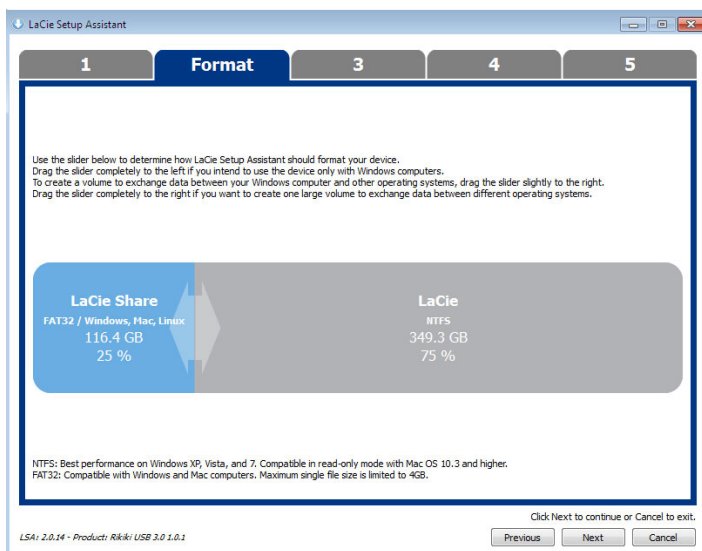 LaCie Setup Assistant
1
Format
3
4
5
Use the slider below to determine how LaCie Setup Assistant should format your device.
Drag the slider completely to the left if you intend to use the device only with Windows computers.
To create a volume to exchange data between your Windows computer and other operating systems, drag the slider slightly to the right.
Drag the slider completely to the right if you want to create one large volume to exchange data between different operating systems.
LaCie Share
FAT32 / Windows, Mac, Linux
116.4 GB
25 %
LaCie
NTFS
349.3 GB
75 %
NTFS: Best performance on Windows XP, Vista, and 7. Compatible in read-only mode with Mac OS 10.3 and higher.
FAT32: Compatible with Windows and Mac computers. Maximum single file size is limited to 4GB.
Click Next to continue or Cancel to exit.
LSA: 2.0.14 - Product: Rikiki USB 3.0 1.0.1
Previous
Next
Cancel